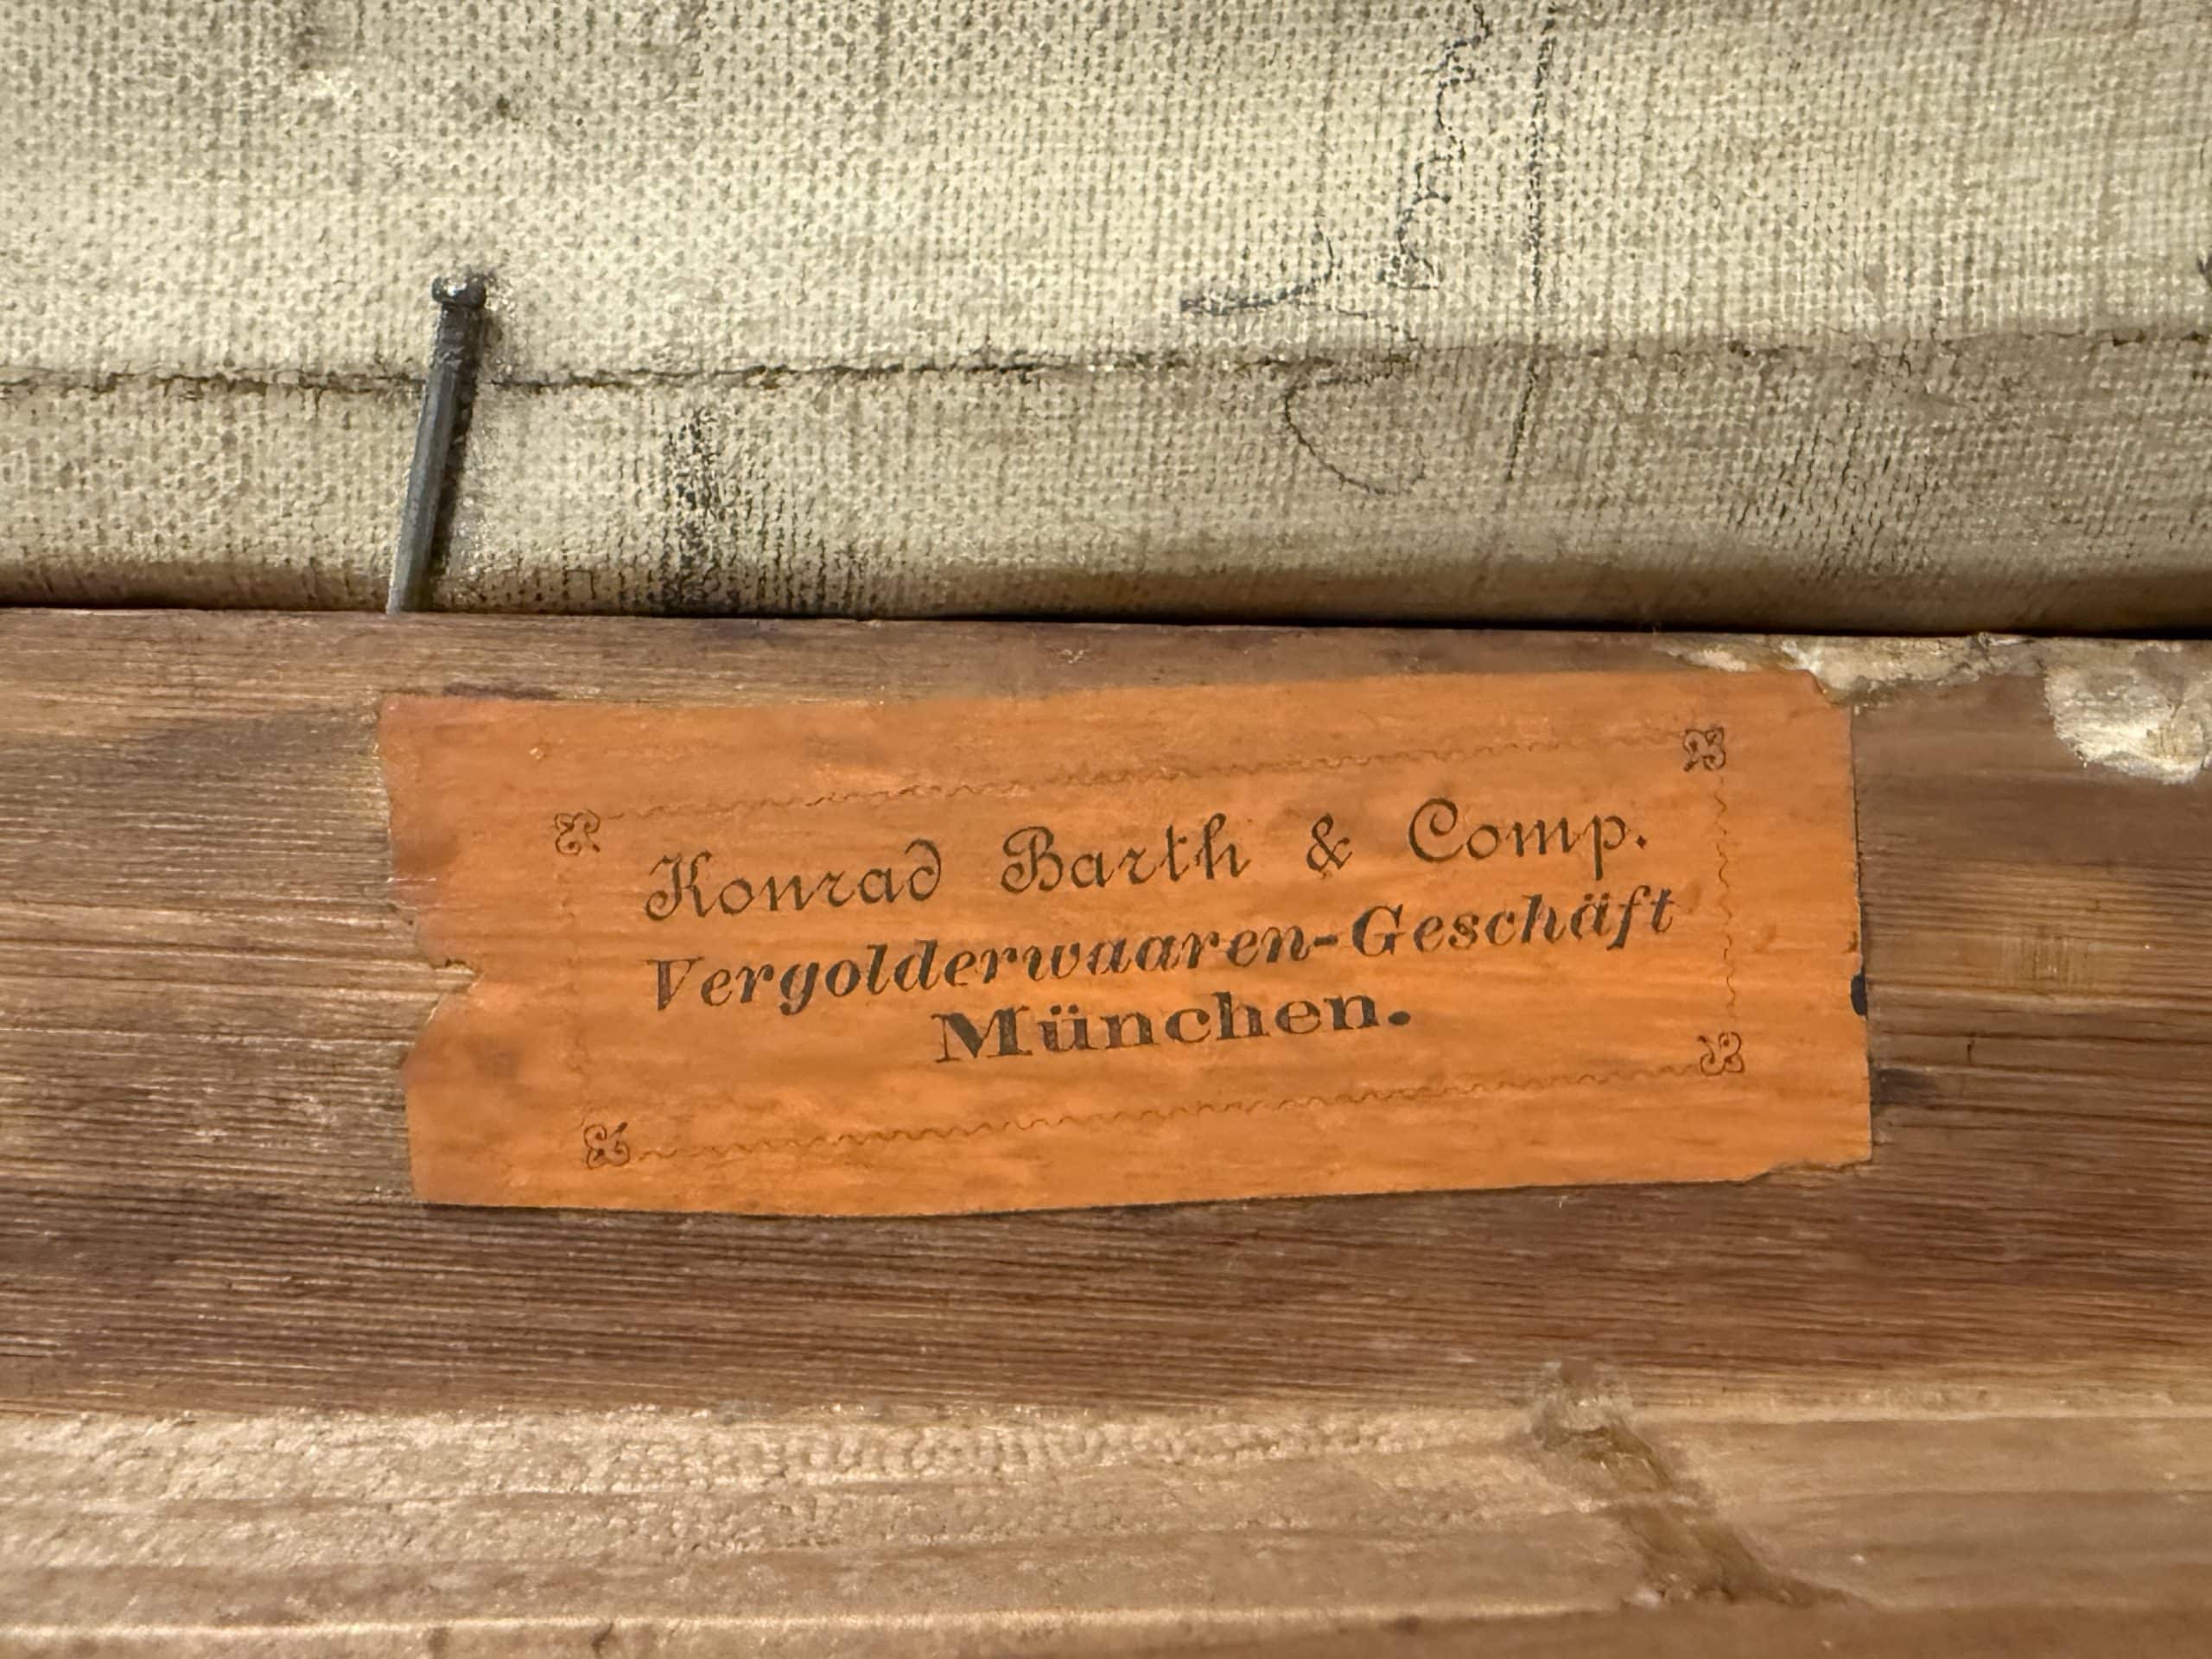 Konrad Barth & Comp.
Vergolderwaaren-Geschäft
München.